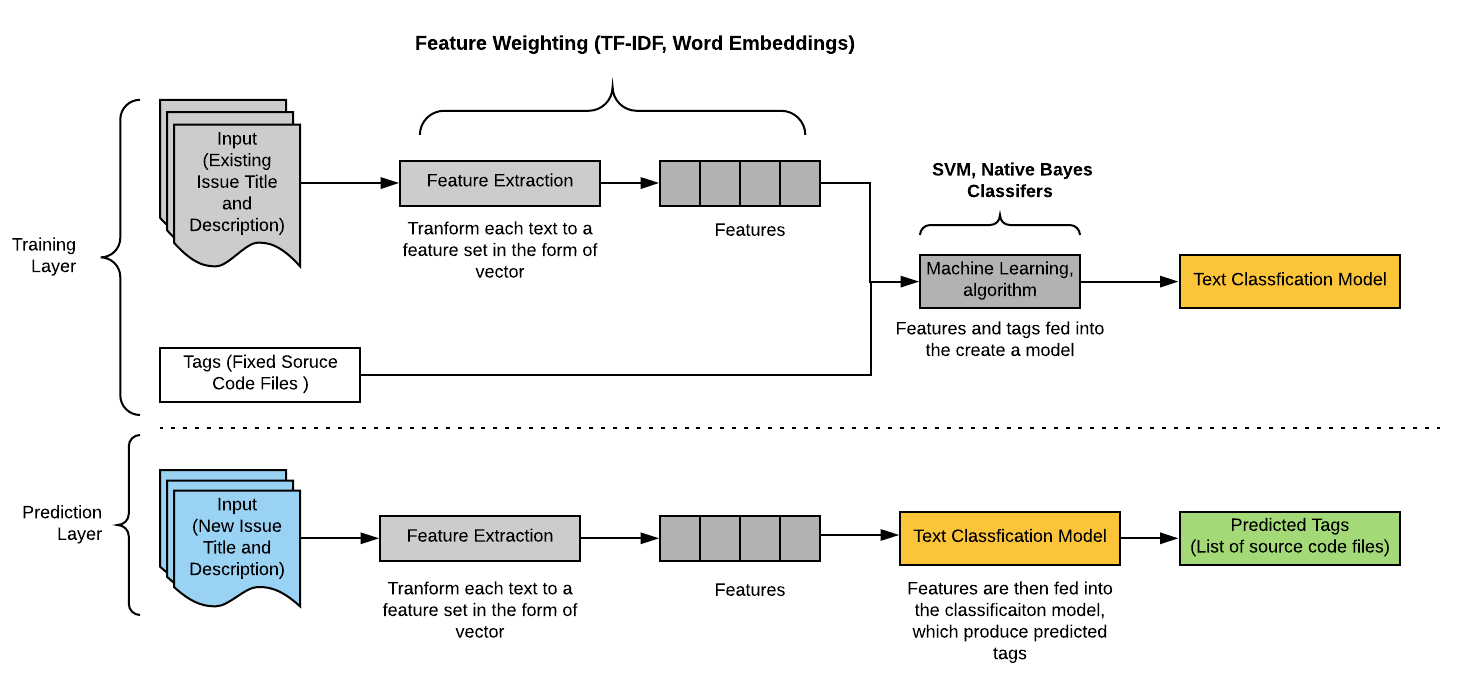 Feature Weighting (TF-IDF, Word Embeddings)
Training
Layer
Input
(Existing
Issue Title
and
Description)
Feature Extraction
Tranform each text to a
feature set in the form of
vector
Features
SVM, Native Bayes
Classifers
Machine Learning,
algorithm
Features and tags fed into
the create a model
Text Classfication Model
Tags (Fixed Soruce
Code Files )
Prediction
Layer
Input
(New Issue
Title and
Description)
Feature Extraction
Tranform each text to a
feature set in the form of
vector
Features
Text Classfication Model
Features are then fed into
the classificaiton model,
which produce predicted
tags
Predicted Tags
(List of source code files)